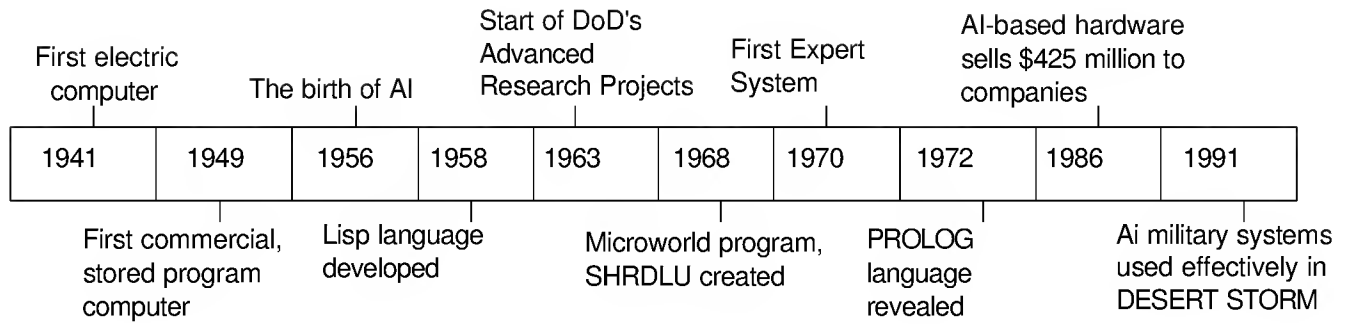 First electric
computer
The birth of AI
Start of DoD's
Advanced
Research Projects
First Expert
System
AI-based hardware
sells $425 million to
companies
1941
1949
1956
1958
1963
1968
1970
1972
1986
1991
First commercial,
stored program
computer
Lisp language
developed
Microworld program,
SHRDLU created
PROLOG
language
revealed
Ai military systems
used effectively in
DESERT STORM